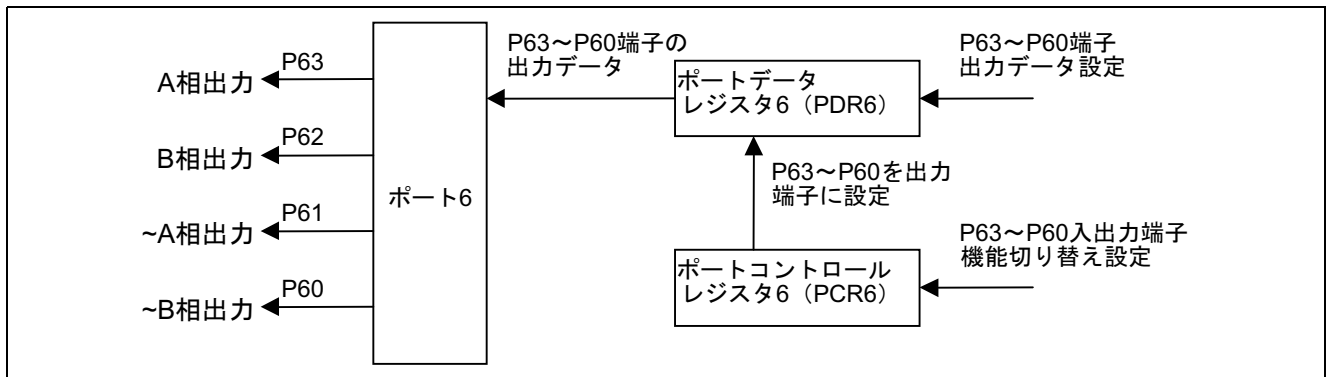 A相出力
P63
B相出力
P62
~A相出力
P61
~B相出力
P60
ポート6
P63～P60端子の
出力データ
ポートデータ
レジスタ6（PDR6）
P63～P60端子
出力データ設定
P63～P60を出力
端子に設定
ポートコントロール
レジスタ6（PCR6）
P63～P60入出力端子
機能切り替え設定